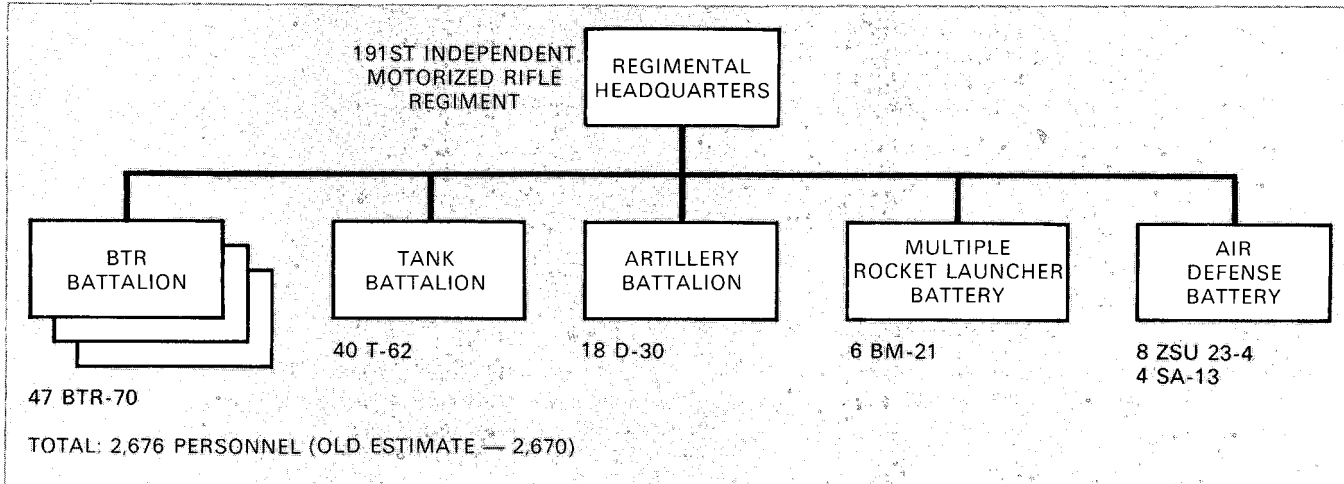 191ST INDEPENDENT
MOTORIZED RIFLE
REGIMENT
REGIMENTAL
HEADQUARTERS
BTR
BATTALION
TANK
BATTALION
ARTILLERY
BATTALION
MULTIPLE
ROCKET LAUNCHER
BATTERY
AIR
DEFENSE
BATTERY
47 BTR-70
40 T-62
18 D-30
6 BM-21
8 ZSU 23-4
4 SA-13
TOTAL: 2,676 PERSONNEL (OLD ESTIMATE — 2,670)